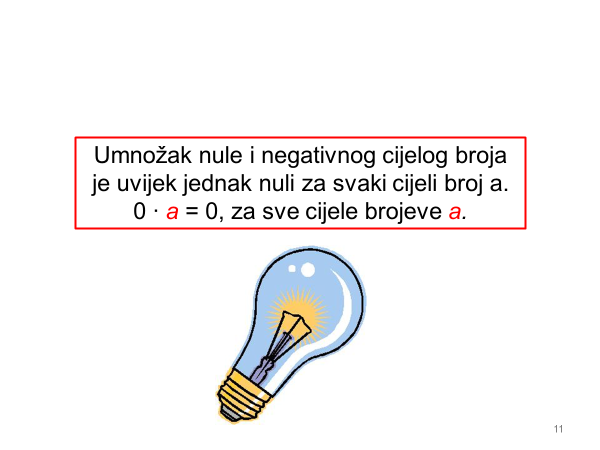 Umnožak nule i negativnog cijelog broja
je uvijek jednak nuli za svaki cijeli broj a.
0 · a = 0, za sve cijele brojeve a.
11